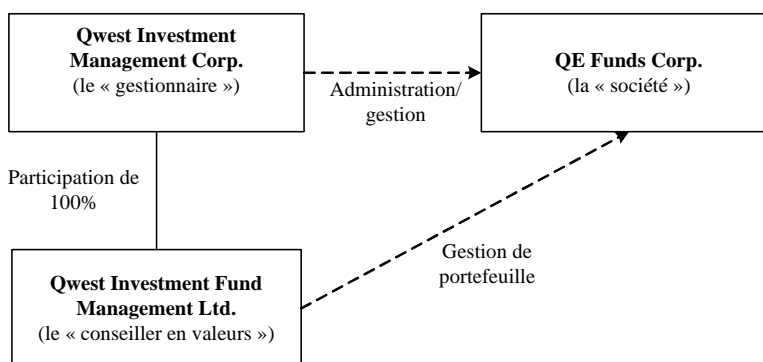 Qwest Investment
Management Corp.
(le « gestionnaire »)
QE Funds Corp.
(la « société »)
Administration/
gestion
Participation de
100%
Gestion de
portefeuille
Qwest Investment Fund
Management Ltd.
(le « conseiller en valeurs »)